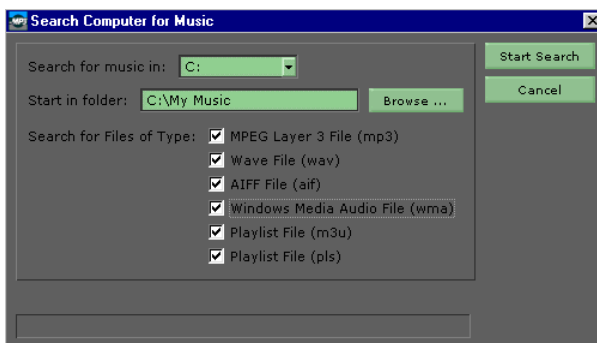 Search Computer for Music
Search for music in: C:
Start Search
Start in folder: C:\My Music Browse ...
Cancel
Search for Files of Type: MPEG Layer 3 File (mp3)
Wave File (wav)
AIFF File (aif)
Windows Media Audio File (wma)
Playlist File (m3u)
Playlist File (pls)